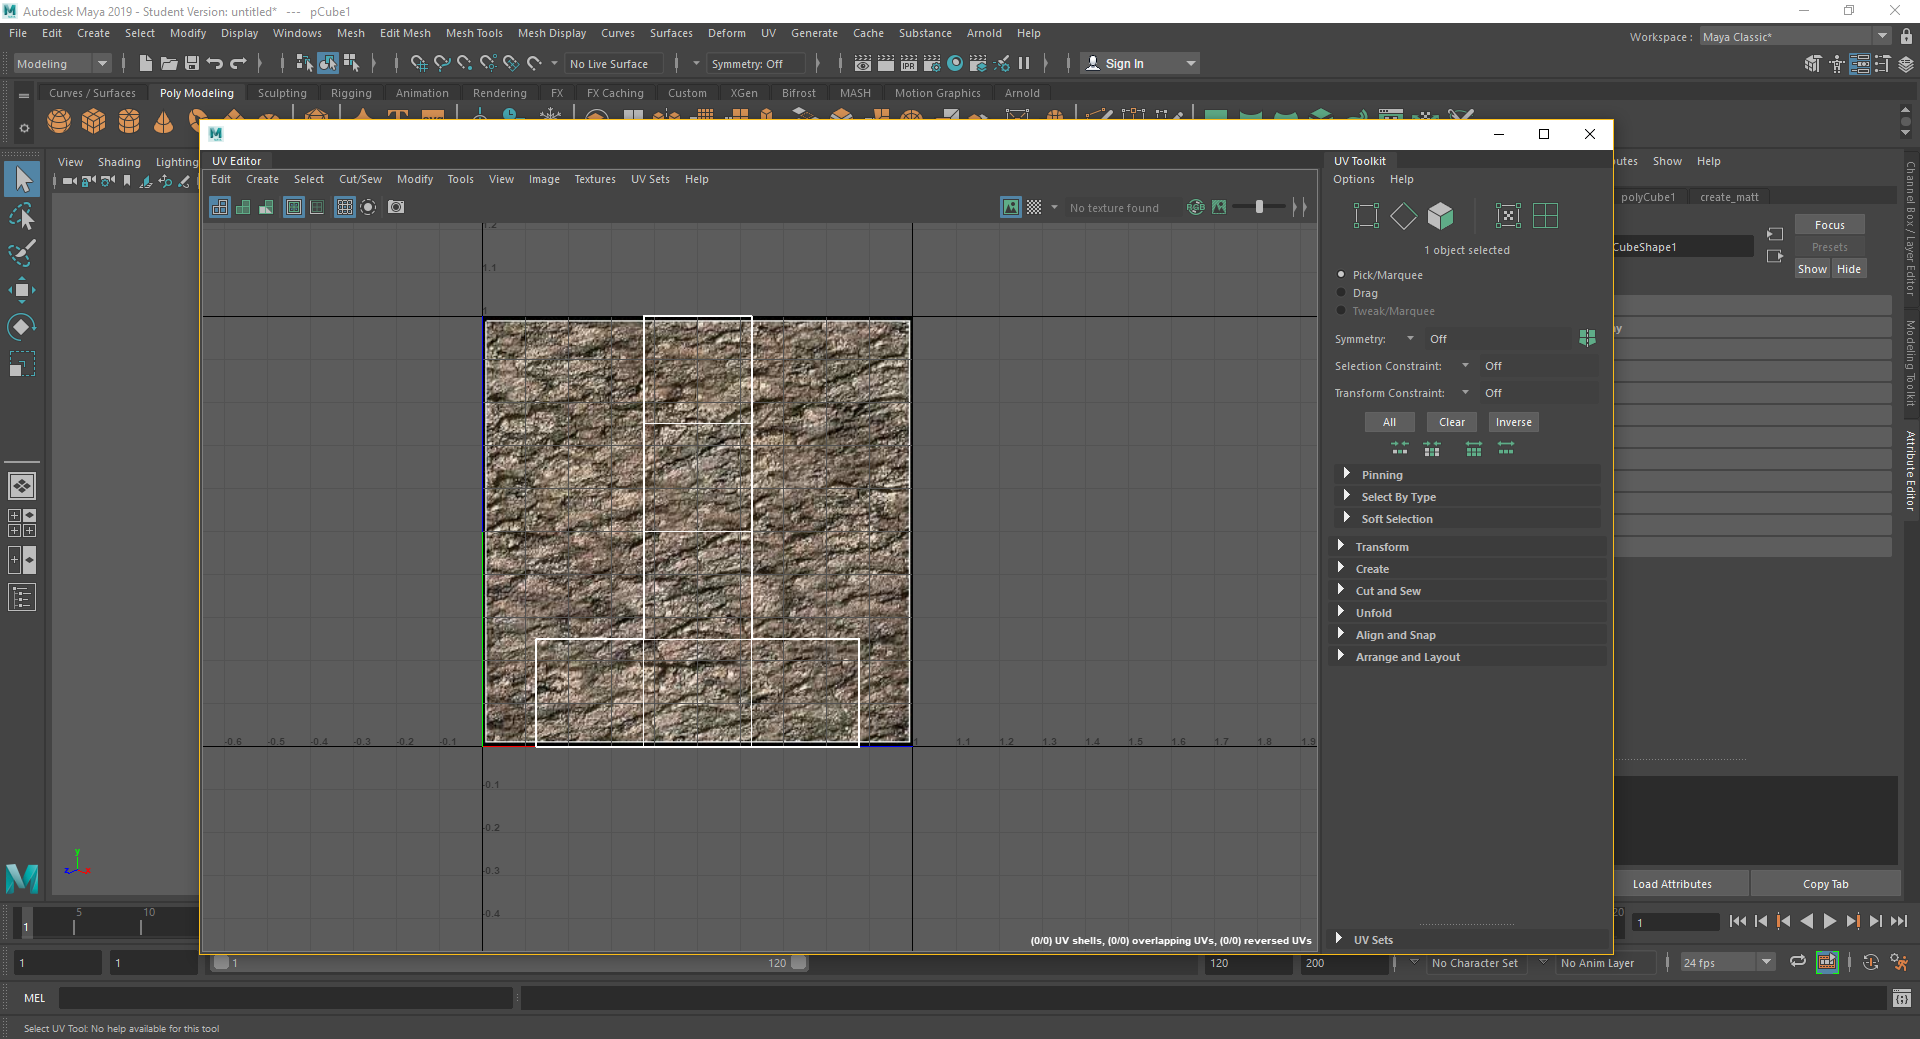 Autodesk Maya 2019 - Student Version: untitled* --- pCube1
File Edit Create Select Modify Display Windows Mesh Edit Mesh Mesh Tools Mesh Display Curves Surfaces Deform UV Generate Cache Substance Arnold Help
Workspace : Maya Classic*
Modeling No Live Surface Symmetry: Off IPR Sign In
Curves / Surfaces Poly Modeling Sculpting Rigging Animation Rendering FX FX Caching Custom XGen Bifrost MASH Motion Graphics Arnold
View Shading Lighting
UV Editor
Edit Create Select Cut/Sew Modify Tools View Image Textures UV Sets Help
No texture found RGB
1.2
1.1
1
-0.6 -0.5 -0.4 -0.3 -0.2 -0.1 1 1.1 1.2 1.3 1.4 1.5 1.6 1.7 1.8 1.9
-0.1
-0.2
-0.3
-0.4
(0/0) UV shells, (0/0) overlapping UVs, (0/0) reversed UVs
UV Toolkit
Options Help
1 object selected
Pick/Marquee
Drag
Tweak/Marquee
Symmetry: Off
Selection Constraint: Off
Transform Constraint: Off
All Clear Inverse
Pinning
Select By Type
Soft Selection
Transform
Create
Cut and Sew
Unfold
Align and Snap
Arrange and Layout
UV Sets
utes Show Help
polyCube1 create_matt
Focus
CubeShape1 Presets
Show Hide
ay
Channel Box / Layer Editor
Modeling Toolkit
Attribute Editor
Load Attributes Copy Tab
y
z x
1 5 10 20 1
1 1 1 120 120 200 No Character Set No Anim Layer 24 fps
MEL
Select UV Tool: No help available for this tool